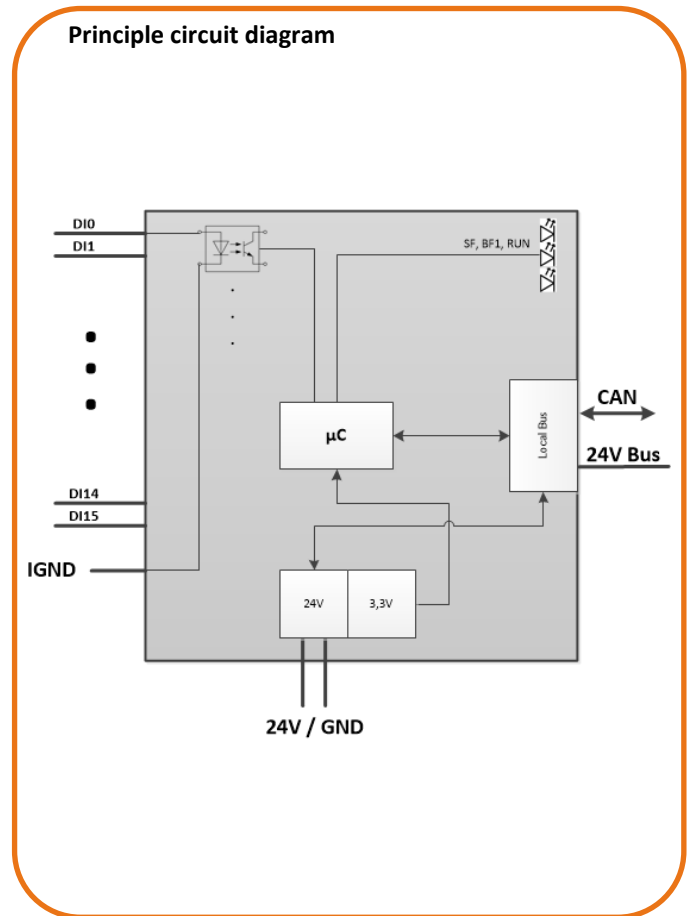 Principle circuit diagram
DI0
DI1
SF, BF1, RUN
CAN
Local Bus
µC
24V Bus
DI14
DI15
IGND
24V
3,3V
24V / GND